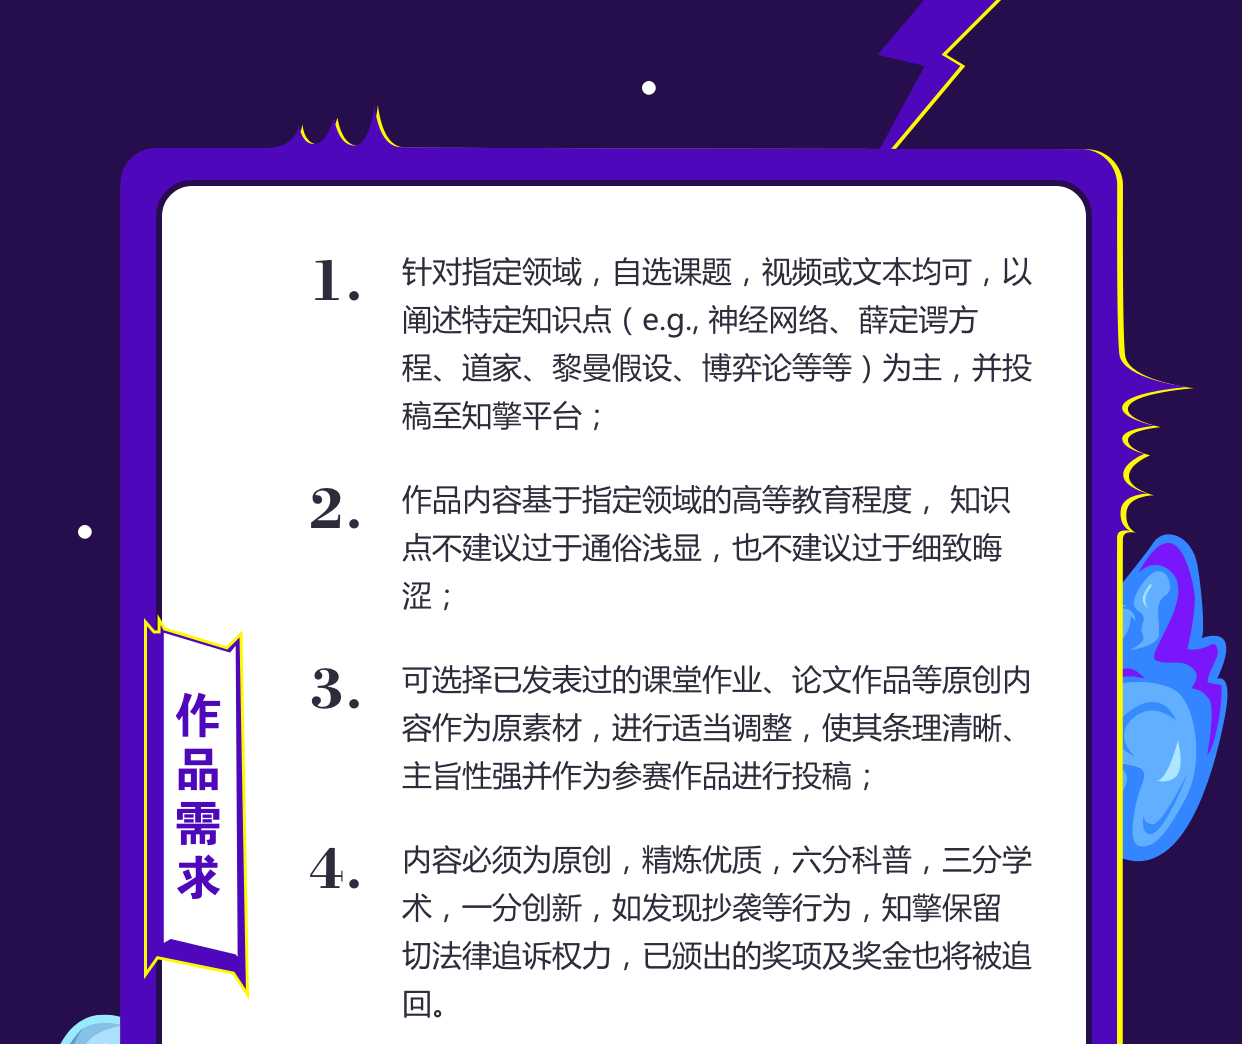 1.
针对指定领域，自选课题，视频或文本均可，以
阐述特定知识点（e.g., 神经网络、薛定谔方
程、道家、黎曼假设、博弈论等等）为主，并投
稿至知擎平台；
2.
作品内容基于指定领域的高等教育程度， 知识
点不建议过于通俗浅显，也不建议过于细致晦
涩；
3.
可选择已发表过的课堂作业、论文作品等原创内
容作为原素材，进行适当调整，使其条理清晰、
主旨性强并作为参赛作品进行投稿；
4.
内容必须为原创，精炼优质，六分科普，三分学
术，一分创新，如发现抄袭等行为，知擎保留
切法律追诉权力，已颁出的奖项及奖金也将被追
回。
作品需求